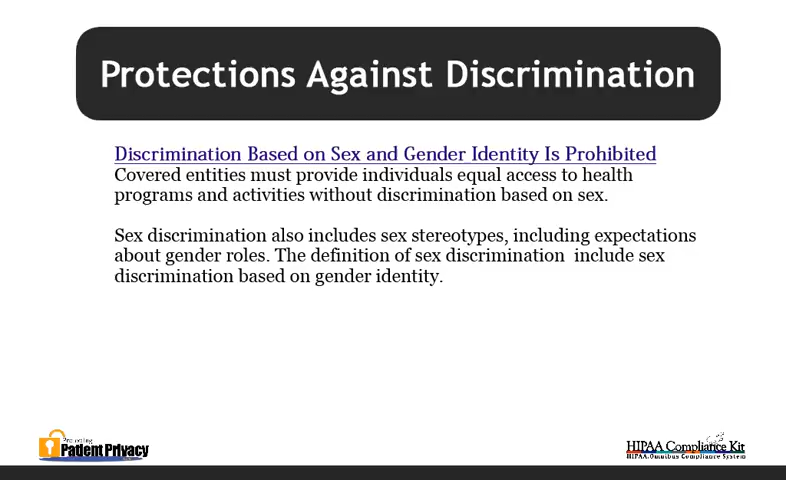 Protections Against Discrimination
Discrimination Based on Sex and Gender Identity Is Prohibited
Covered entities must provide individuals equal access to health
programs and activities without discrimination based on sex.
Sex discrimination also includes sex stereotypes, including expectations
about gender roles. The definition of sex discrimination  include sex
discrimination based on gender identity.
Protecting
Patient Privacy
HIPAA Compliance Kit
HIPAA Omnibus Compliance System